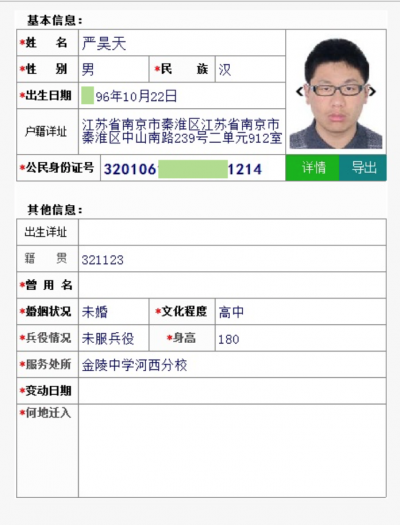 基本信息：
*姓 名 严昊天
*性 别 男 *民 族 汉
*出生日期 96年10月22日
户籍详址 江苏省南京市秦淮区江苏省南京市
秦淮区中山南路239号二单元912室
*公民身份证号 320106 1214 详情 导出
其他信息：
出生详址
籍 贯 321123
*曾 用 名
*婚姻状况 未婚 *文化程度 高中
*兵役情况 未服兵役 *身高 180
*服务处所 金陵中学河西分校
*变动日期
*何地迁入